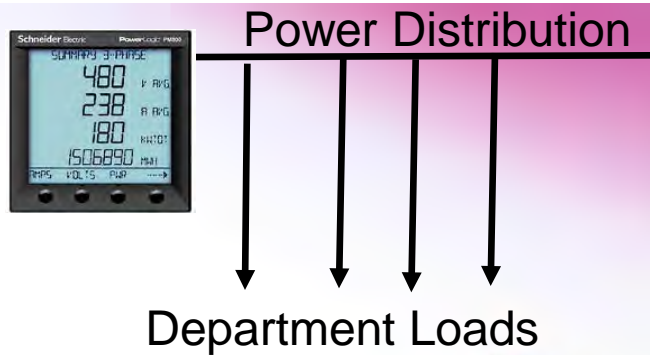 Power Distribution
Schneider Electric PowerLogic PM800
SUMMARY 3-PHASE
480 V AVG
238 A AVG
180 KWTOT
1506890 MWH
AMPS VOLTS PWR ---->
Department Loads